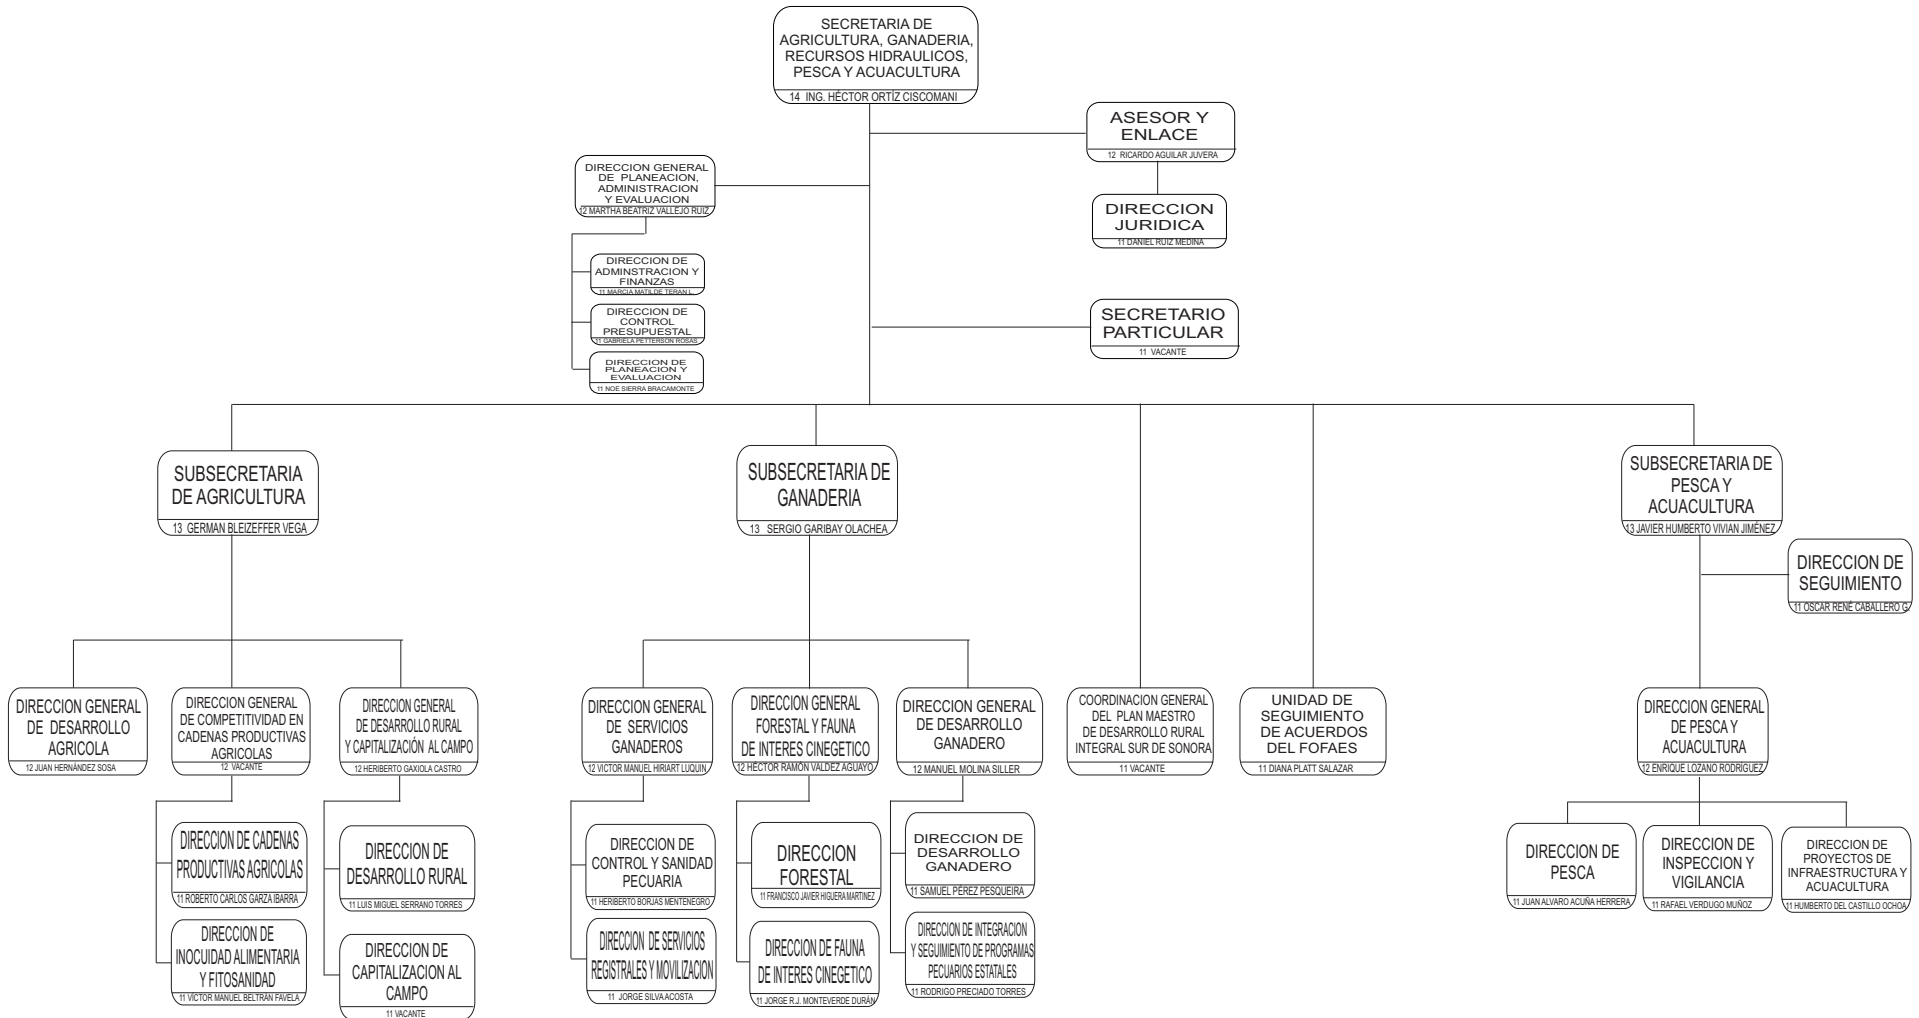 SECRETARIA DE
AGRICULTURA, GANADERIA,
RECURSOS HIDRAULICOS,
PESCA Y ACUACULTURA
14 ING. HÉCTOR ORTÍZ CISCOMANI
ASESOR Y
ENLACE
12 RICARDO AGUILAR JUVERA
DIRECCION
JURIDICA
11 DANIEL RUIZ MEDINA
DIRECCION GENERAL
DE PLANEACION,
ADMINISTRACION
Y EVALUACION
12 MARTHA BEATRIZ VALLEJO RUIZ
DIRECCION DE
ADMINSTRACION Y
FINANZAS
11 MARCIA MATILDE TERAN L.
DIRECCION DE
CONTROL
PRESUPUESTAL
11 GABRIELA PETTERSON ROSAS
DIRECCION DE
PLANEACION Y
EVALUACION
11 NOE SIERRA BRACAMONTE
SECRETARIO
PARTICULAR
11 VACANTE
SUBSECRETARIA
DE AGRICULTURA
13 GERMAN BLEIZEFFER VEGA
SUBSECRETARIA DE
GANADERIA
13 SERGIO GARIBAY OLACHEA
SUBSECRETARIA DE
PESCA Y
ACUACULTURA
13 JAVIER HUMBERTO VIVIAN JIMÉNEZ
DIRECCION DE
SEGUIMIENTO
11 OSCAR RENÉ CABALLERO G.
DIRECCION GENERAL
DE DESARROLLO
AGRICOLA
12 JUAN HERNÁNDEZ SOSA
DIRECCION GENERAL
DE COMPETITIVIDAD EN
CADENAS PRODUCTIVAS
AGRICOLAS
12 VACANTE
DIRECCION GENERAL
DE DESARROLLO RURAL
Y CAPITALIZACIÓN AL CAMPO
12 HERIBERTO GAXIOLA CASTRO
DIRECCION GENERAL
DE SERVICIOS
GANADEROS
12 VICTOR MANUEL HIRIART LUQUIN
DIRECCION GENERAL
FORESTAL Y FAUNA
DE INTERES CINEGETICO
12 HECTOR RAMÓN VALDEZ AGUAYO
DIRECCION GENERAL
DE DESARROLLO
GANADERO
12 MANUEL MOLINA SILLER
COORDINACION GENERAL
DEL PLAN MAESTRO
DE DESARROLLO RURAL
INTEGRAL SUR DE SONORA
11 VACANTE
UNIDAD DE
SEGUIMIENTO
DE ACUERDOS
DEL FOFAES
11 DIANA PLATT SALAZAR
DIRECCION GENERAL
DE PESCA Y
ACUACULTURA
12 ENRIQUE LOZANO RODRÍGUEZ
DIRECCION DE CADENAS
PRODUCTIVAS AGRICOLAS
11 ROBERTO CARLOS GARZA IBARRA
DIRECCION DE
INOCUIDAD ALIMENTARIA
Y FITOSANIDAD
11 VÍCTOR MANUEL BELTRÁN FAVELA
DIRECCION DE
DESARROLLO RURAL
11 LUIS MIGUEL SERRANO TORRES
DIRECCION DE
CAPITALIZACION AL
CAMPO
11 VACANTE
DIRECCION DE
CONTROL Y SANIDAD
PECUARIA
11 HERIBERTO BORJAS MENTENEGRO
DIRECCION DE SERVICIOS
REGISTRALES Y MOVILIZACION
11 JORGE SILVA ACOSTA
DIRECCION
FORESTAL
11 FRANCISCO JAVIER HIGUERA MARTINEZ
DIRECCION DE FAUNA
DE INTERES CINEGETICO
11 JORGE R.J. MONTEVERDE DURÁN
DIRECCION DE
DESARROLLO
GANADERO
11 SAMUEL PÉREZ PESQUEIRA
DIRECCION DE INTEGRACION
Y SEGUIMIENTO DE PROGRAMAS
PECUARIOS ESTATALES
11 RODRIGO PRECIADO TORRES
DIRECCION DE
PESCA
11 JUAN ALVARO ACUÑA HERRERA
DIRECCION DE
INSPECCION Y
VIGILANCIA
11 RAFAEL VERDUGO MUÑOZ
DIRECCION DE
PROYECTOS DE
INFRAESTRUCTURA Y
ACUACULTURA
11 HUMBERTO DEL CASTILLO OCHOA